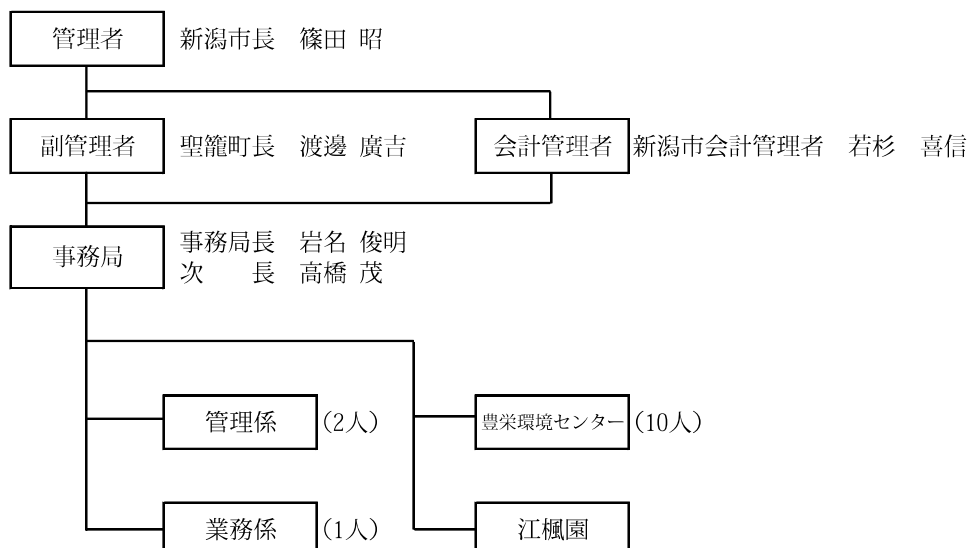 管理者 新潟市長 篠田 昭
副管理者 聖籠町長 渡邊 廣吉 会計管理者 新潟市会計管理者 若杉 喜信
事務局 事務局長 岩名 俊明
次 長 高橋 茂
管理係 (2人) 豊栄環境センター (10人)
業務係 (1人) 江楓園